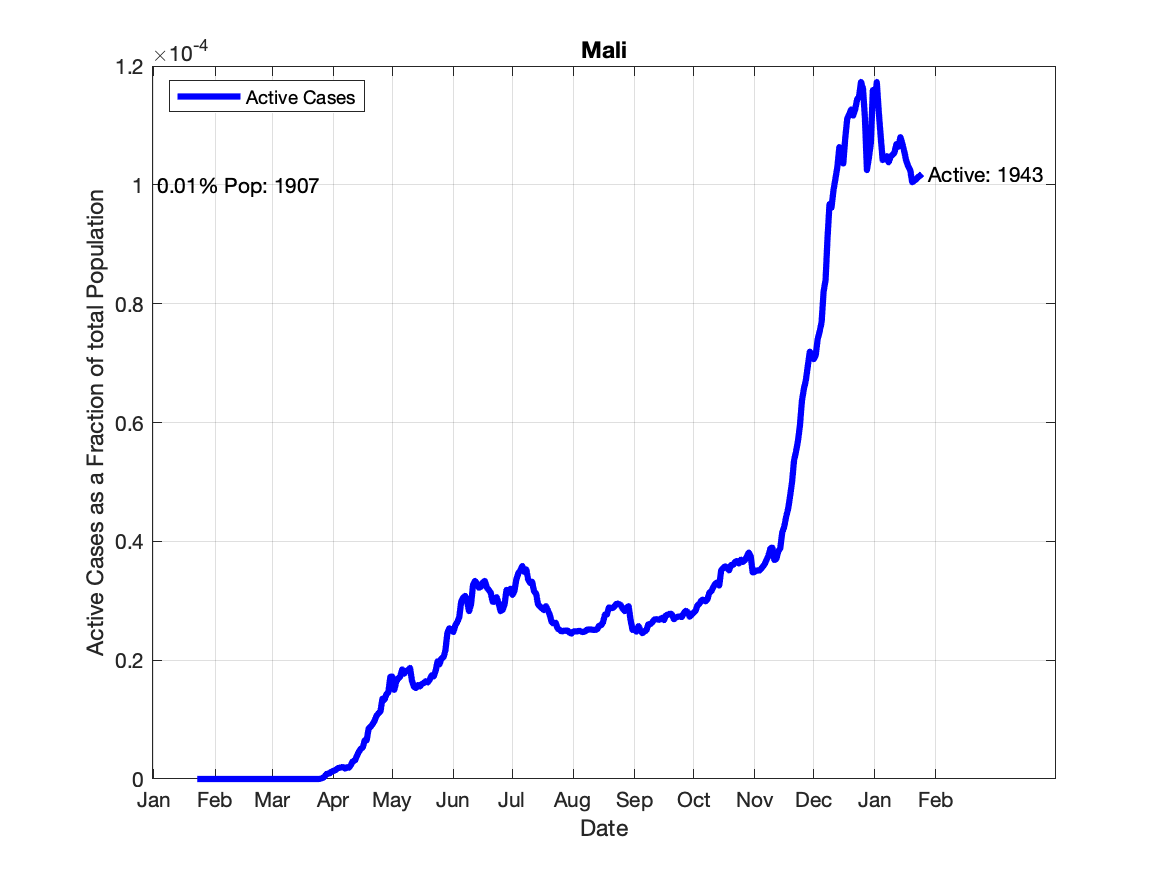 Mali
×10-4
1.2
Active Cases
1
0.01% Pop: 1907
Active: 1943
0.8
0.6
0.4
0.2
0
Active Cases as a Fraction of total Population
Jan Feb Mar Apr May Jun Jul Aug Sep Oct Nov Dec Jan Feb
Date